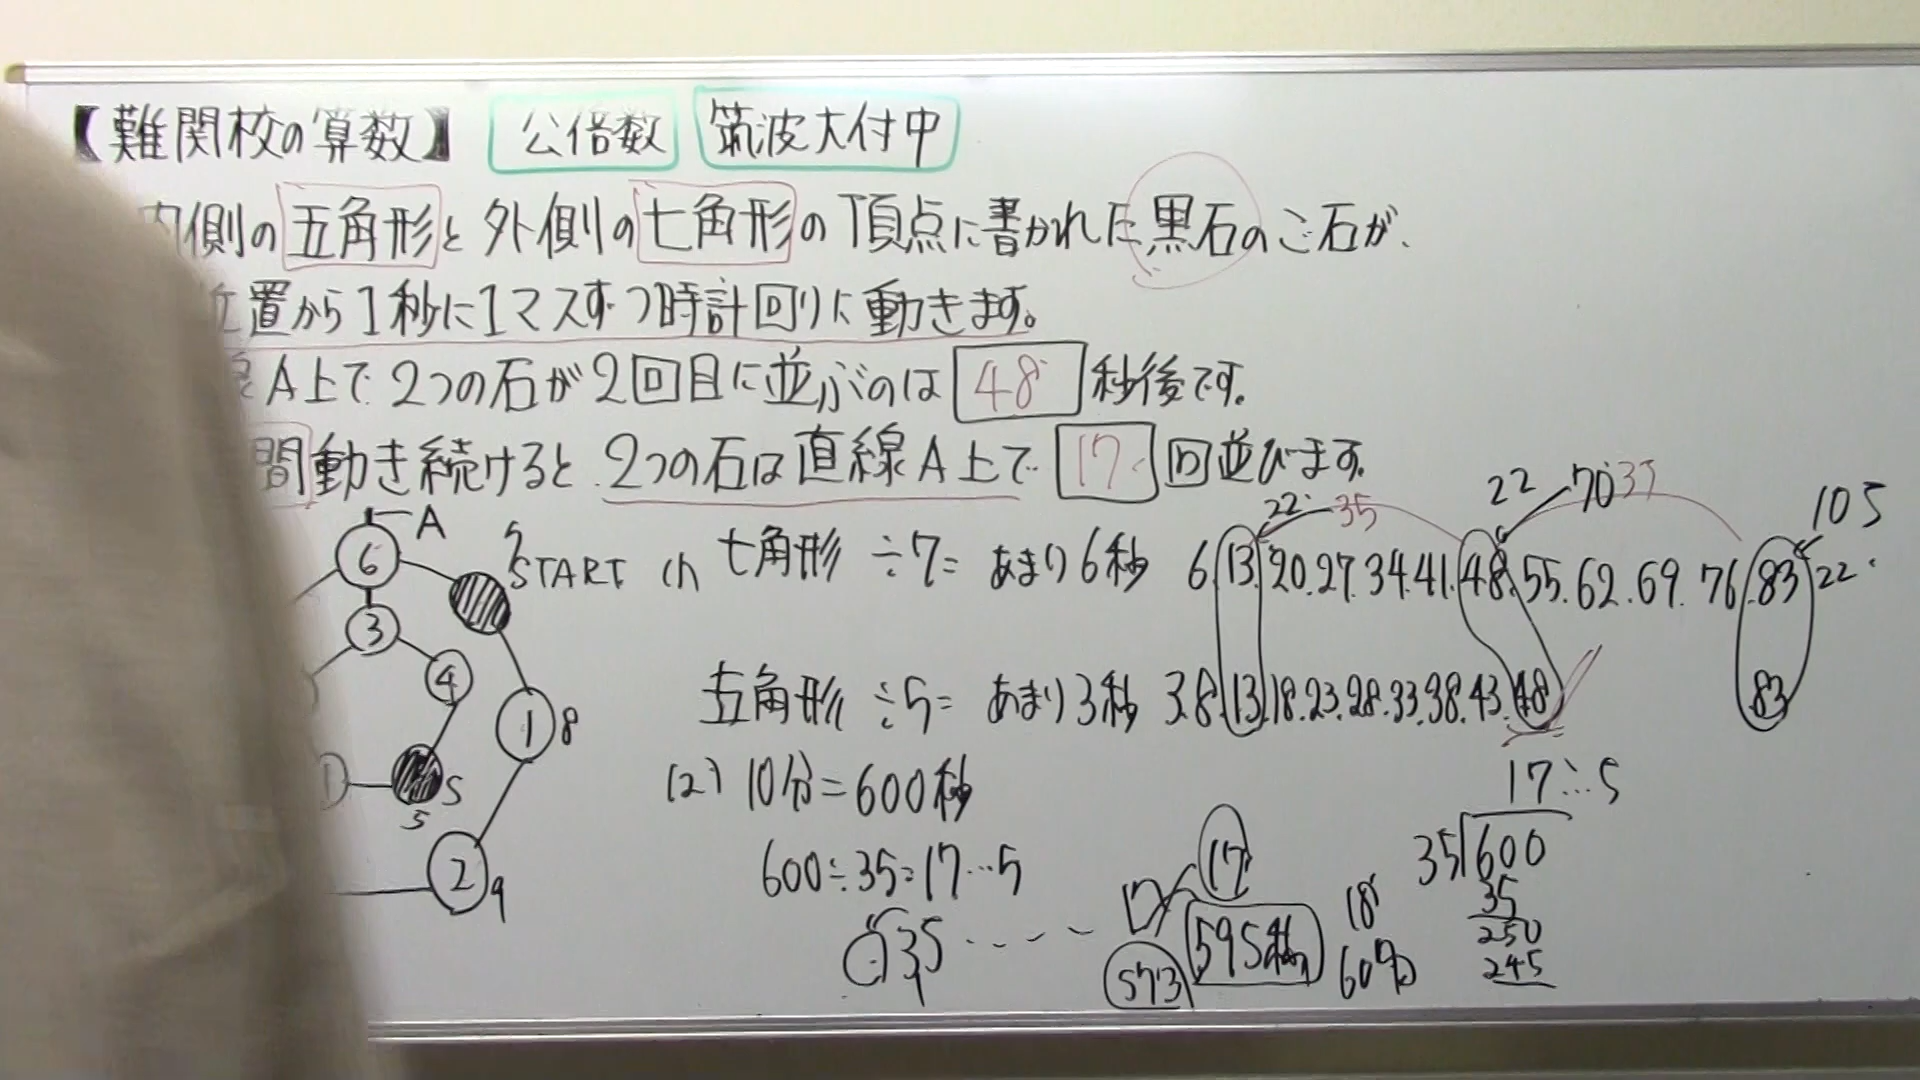 【難関校の算数】 公倍数 筑波大付中
内側の五角形と外側の七角形の頂点に書かれた黒石のご石が、
位置から1秒に1マスずつ時計回りに動きます。
線A上で2つの石が2回目に並ぶのは 48 秒後です。
間動き続けると2つの石は直線A上で 17 回並びます。
A
6
3
4
START
1 8
5
5
2 9
(1) 七角形 ÷7= あまり6秒 6.13.20.27.34.41.48.55.62.69.76.83
22 35 22 70 35 105 22
五角形 ÷5= あまり3秒 3.8.13.18.23.28.33.38.43.48 83
(2) 10分=600秒
600÷35=17…5
35 17 17
573 595秒 18 608
17…5
35 600
35
250
245